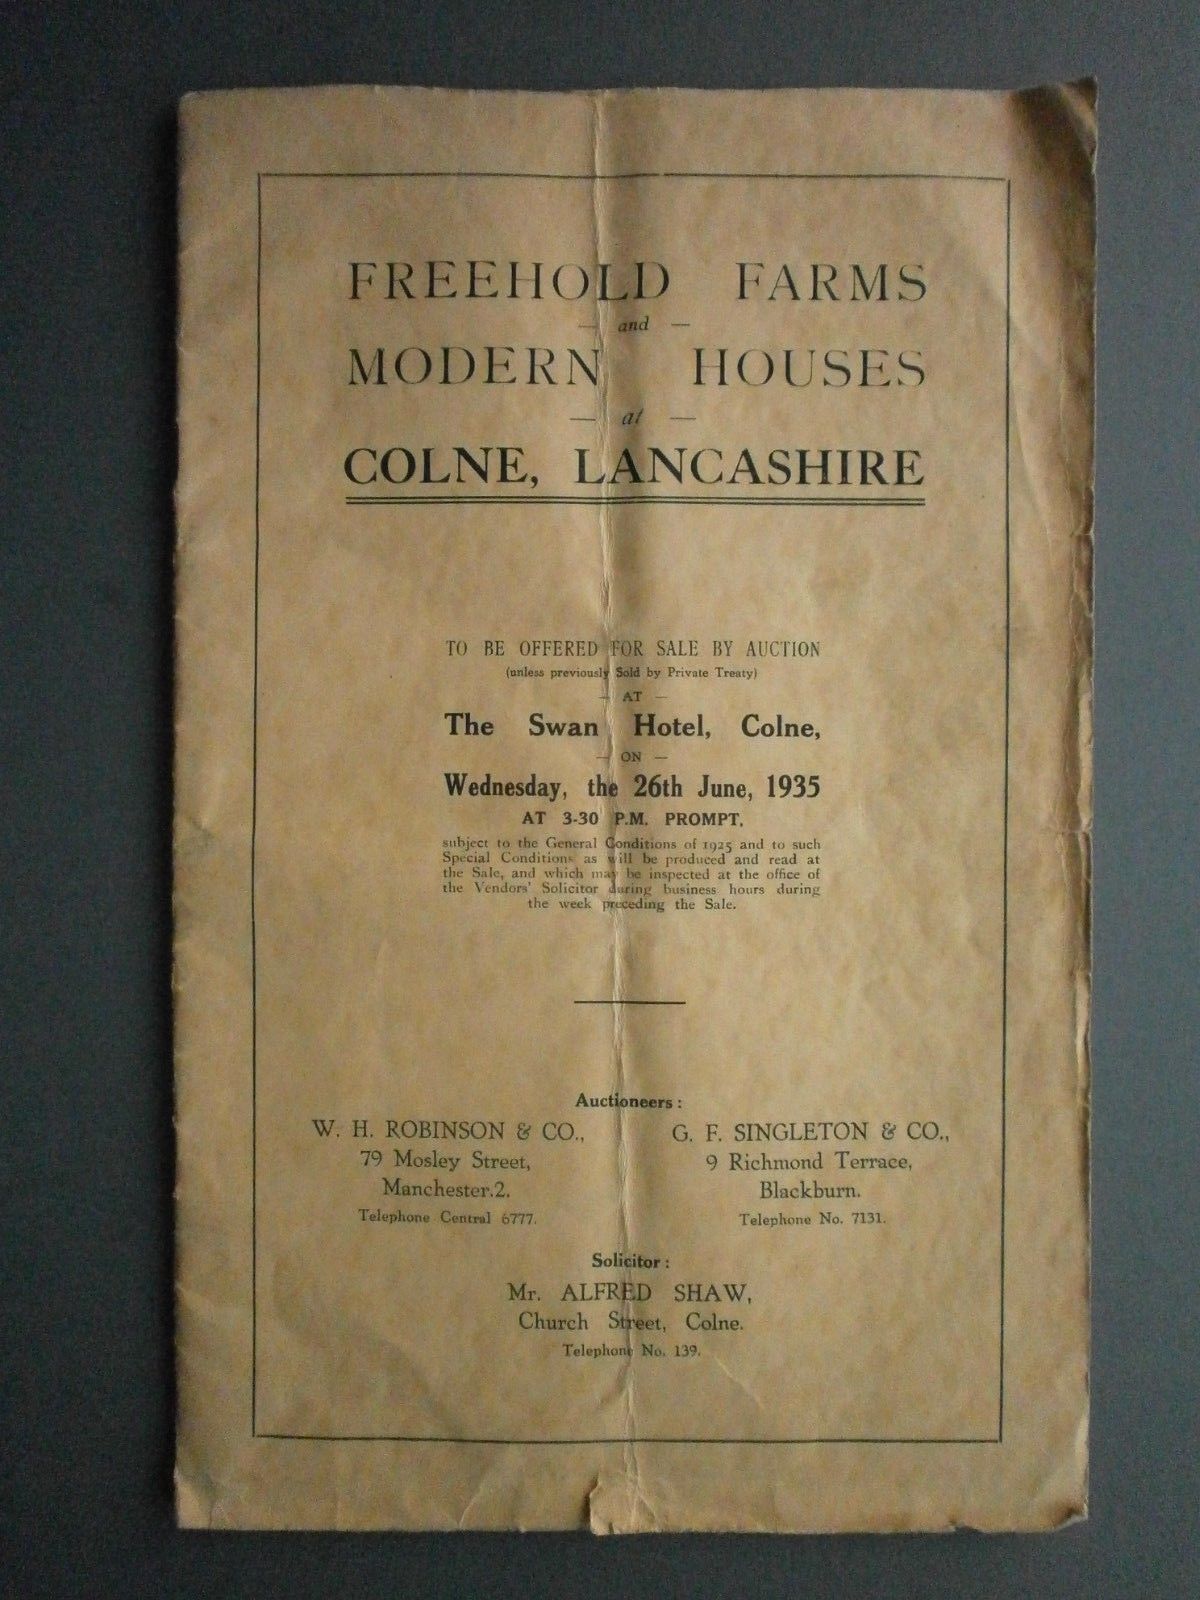 FREEHOLD FARMS
— and —
MODERN HOUSES
— at —
COLNE, LANCASHIRE
TO BE OFFERED FOR SALE BY AUCTION
(unless previously Sold by Private Treaty)
— AT —
The Swan Hotel, Colne,
— ON —
Wednesday, the 26th June, 1935
AT 3-30 P.M. PROMPT.
subject to the General Conditions of 1925 and to such
Special Conditions as will be produced and read at
the Sale, and which may be inspected at the office of
the Vendors' Solicitor during business hours during
the week preceding the Sale.
Auctioneers:
W. H. ROBINSON & CO., G. F. SINGLETON & CO.,
79 Mosley Street, 9 Richmond Terrace,
Manchester.2. Blackburn.
Telephone Central 6777. Telephone No. 7131.
Solicitor:
Mr. ALFRED SHAW,
Church Street, Colne.
Telephone No. 139.